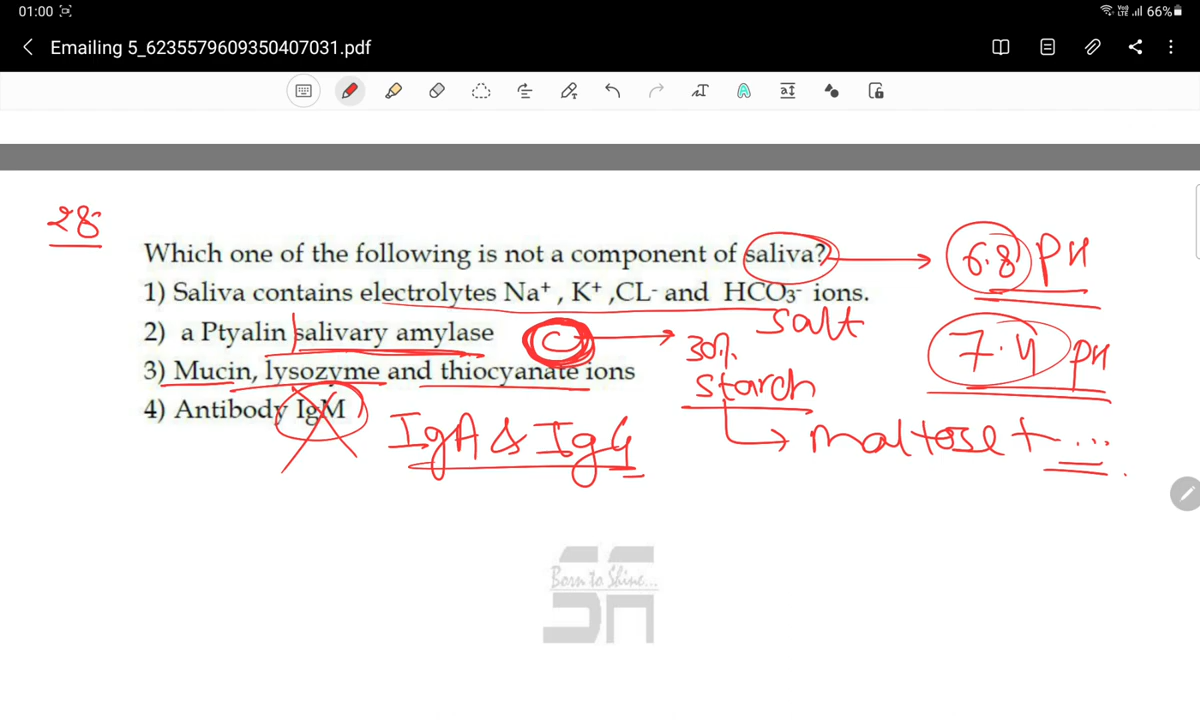 01:00
Vo) LTE 66%
Emailing 5_6235579609350407031.pdf
28
Which one of the following is not a component of saliva?
6.8 PH
1) Saliva contains electrolytes Na+ , K+ ,CL- and HCO3- ions.
salt
2) a Ptyalin salivary amylase
C
30%
7.4 PH
3) Mucin, lysozyme and thiocyanate ions
starch
4) Antibody IgM
IgA & IgG
maltose + ...
Born to Shine...